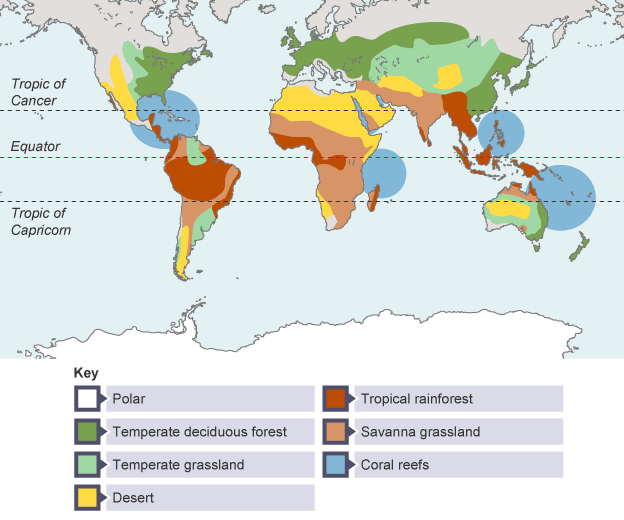 Tropic of
Cancer
Equator
Tropic of
Capricorn
Key
Polar
Tropical rainforest
Temperate deciduous forest
Savanna grassland
Temperate grassland
Coral reefs
Desert